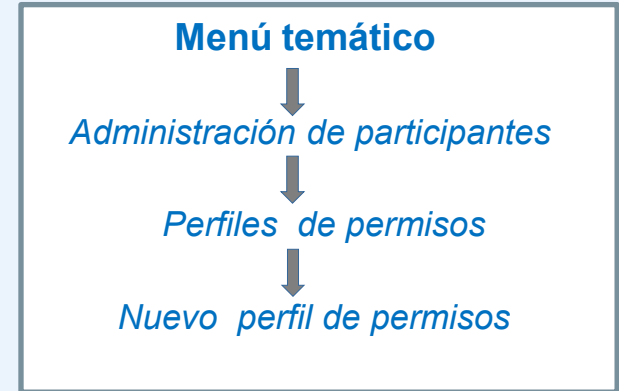 Menú temático
Administración de participantes
Perfiles de permisos
Nuevo perfil de permisos